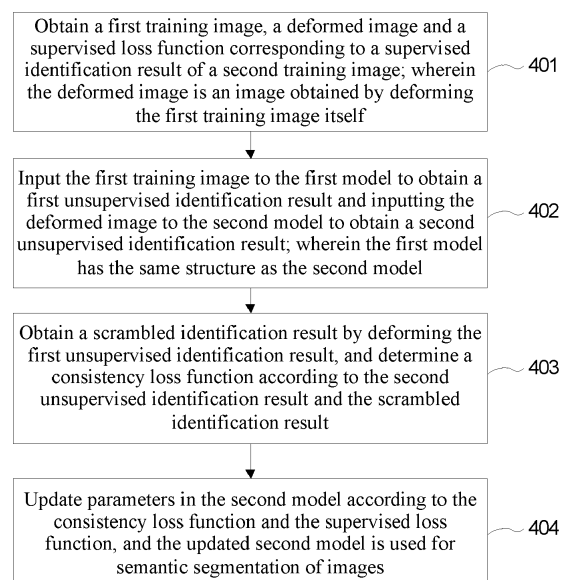 Obtain a first training image, a deformed image and a
supervised loss function corresponding to a supervised
identification result of a second training image; wherein
the deformed image is an image obtained by deforming
the first training image itself
401
Input the first training image to the first model to obtain a
first unsupervised identification result and inputting the
deformed image to the second model to obtain a second
unsupervised identification result; wherein the first model
has the same structure as the second model
402
Obtain a scrambled identification result by deforming the
first unsupervised identification result, and determine a
consistency loss function according to the second
unsupervised identification result and the scrambled
identification result
403
Update parameters in the second model according to the
consistency loss function and the supervised loss
function, and the updated second model is used for
semantic segmentation of images
404